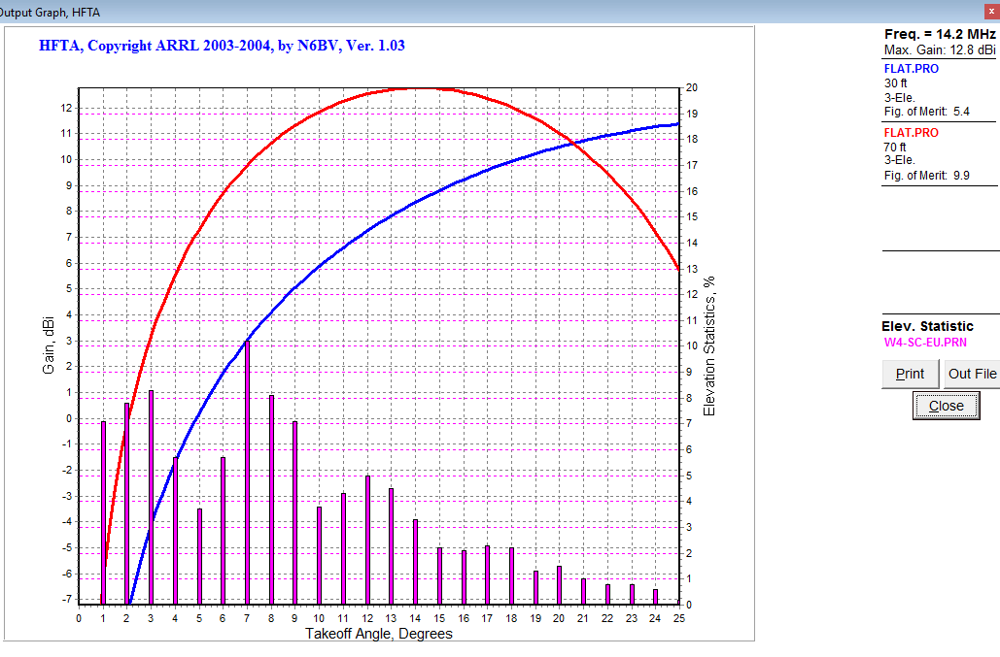 Output Graph, HFTA
x
HFTA, Copyright ARRL 2003-2004, by N6BV, Ver. 1.03
Gain, dBi
12
11
10
9
8
7
6
5
4
3
2
1
0
-1
-2
-3
-4
-5
-6
-7
0 1 2 3 4 5 6 7 8 9 10 11 12 13 14 15 16 17 18 19 20 21 22 23 24 25
Takeoff Angle, Degrees
20
19
18
17
16
15
14
13
12
11
10
9
8
7
6
5
4
3
2
1
0
Elevation Statistics, %
Freq. = 14.2 MHz
Max. Gain: 12.8 dBi
FLAT.PRO
30 ft
3-Ele.
Fig. of Merit: 5.4
FLAT.PRO
70 ft
3-Ele.
Fig. of Merit: 9.9
Elev. Statistic
W4-SC-EU.PRN
Print Out File
Close